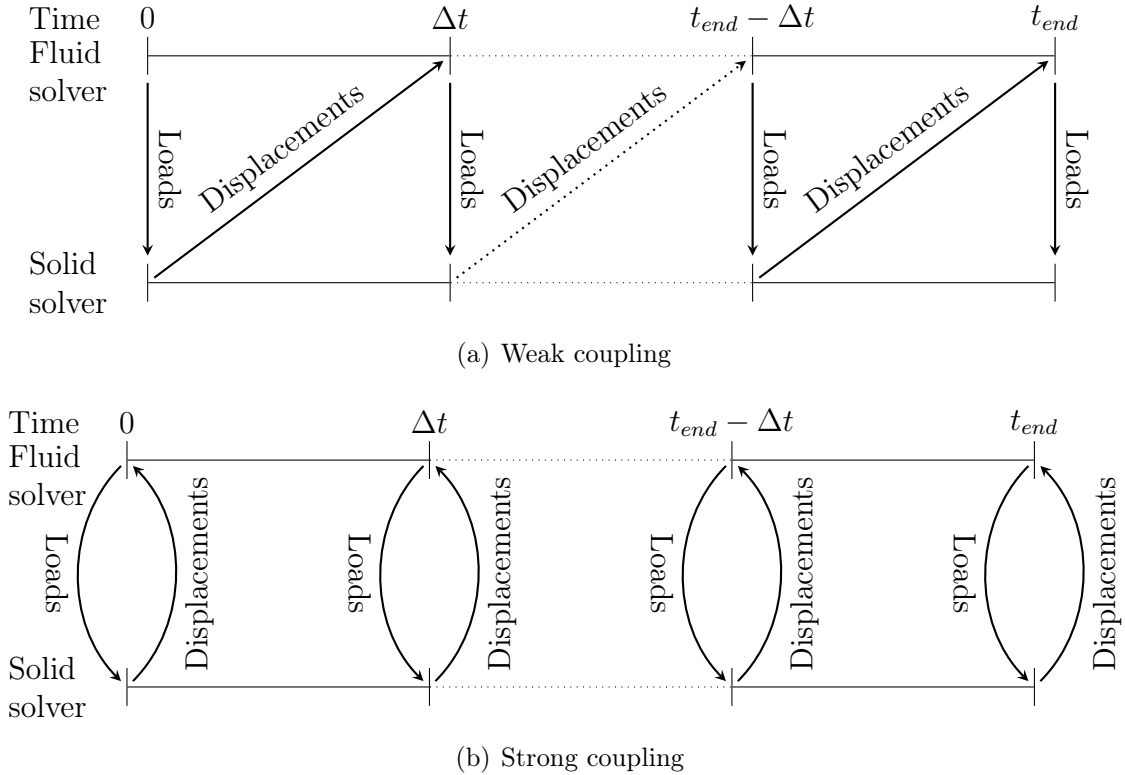 Time 0 Δt t_end − Δt t_end
Fluid
solver
Loads Displacements Loads Displacements Loads Displacements Loads
Solid
solver
(a) Weak coupling
Time 0 Δt t_end − Δt t_end
Fluid
solver
Loads Displacements Loads Displacements Loads Displacements Loads Displacements
Solid
solver
(b) Strong coupling